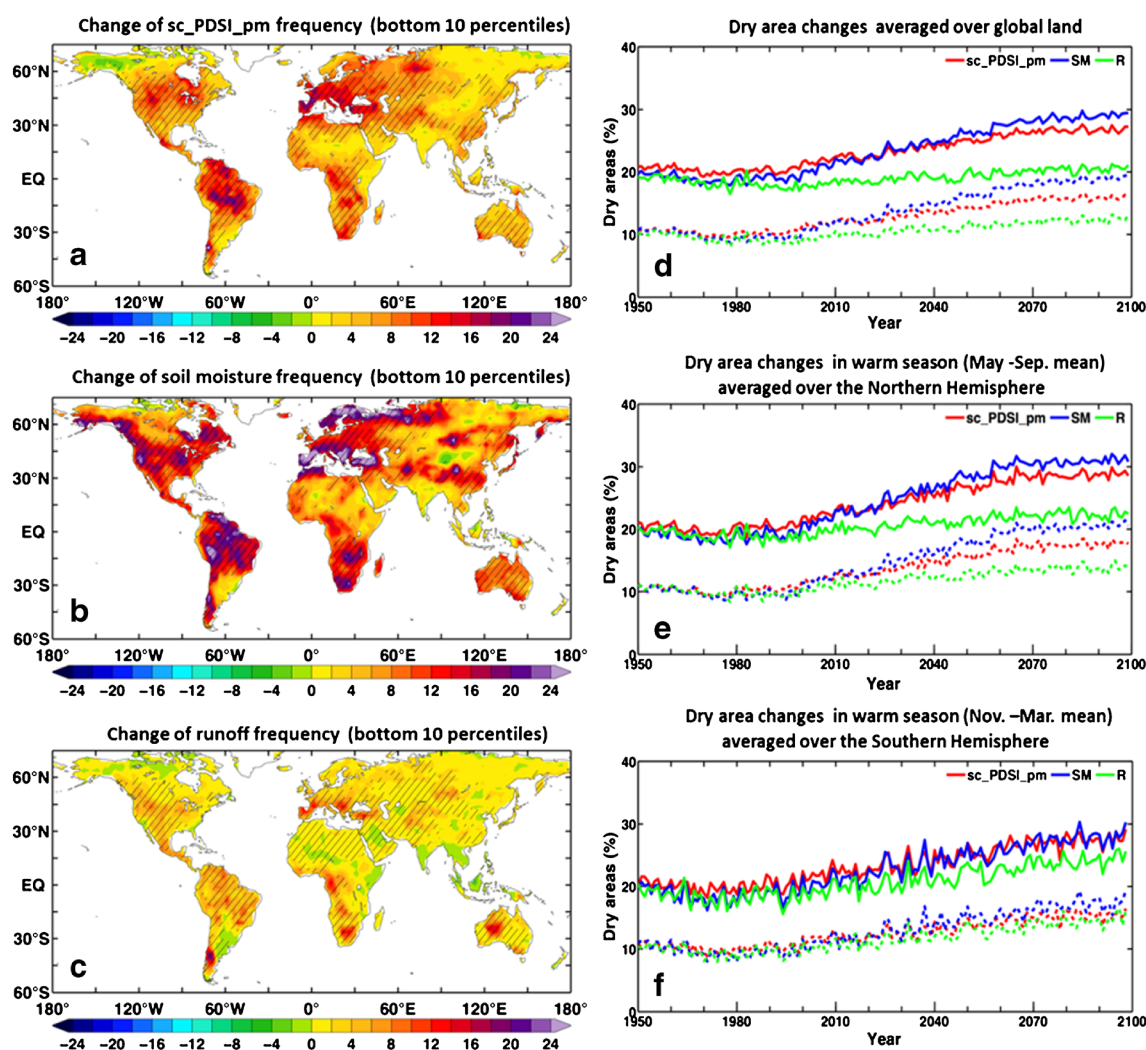 Change of sc_PDSI_pm frequency (bottom 10 percentiles)
60°N
30°N
EQ
30°S
60°S
a
180° 120°W 60°W 0° 60°E 120°E 180°
−24 −20 −16 −12 −8 −4 0 4 8 12 16 20 24
Change of soil moisture frequency (bottom 10 percentiles)
60°N
30°N
EQ
30°S
60°S
b
180° 120°W 60°W 0° 60°E 120°E 180°
−24 −20 −16 −12 −8 −4 0 4 8 12 16 20 24
Change of runoff frequency (bottom 10 percentiles)
60°N
30°N
EQ
30°S
60°S
c
180° 120°W 60°W 0° 60°E 120°E 180°
−24 −20 −16 −12 −8 −4 0 4 8 12 16 20 24
Dry area changes averaged over global land
sc_PDSI_pm SM R
40
30
20
10
0
Dry areas (%)
d
1950 1980 2010 2040 2070 2100
Year
Dry area changes in warm season (May -Sep. mean)
averaged over the Northern Hemisphere
sc_PDSI_pm SM R
40
30
20
10
0
Dry areas (%)
e
1950 1980 2010 2040 2070 2100
Year
Dry area changes in warm season (Nov. –Mar. mean)
averaged over the Southern Hemisphere
sc_PDSI_pm SM R
40
30
20
10
0
Dry areas (%)
f
1950 1980 2010 2040 2070 2100
Year